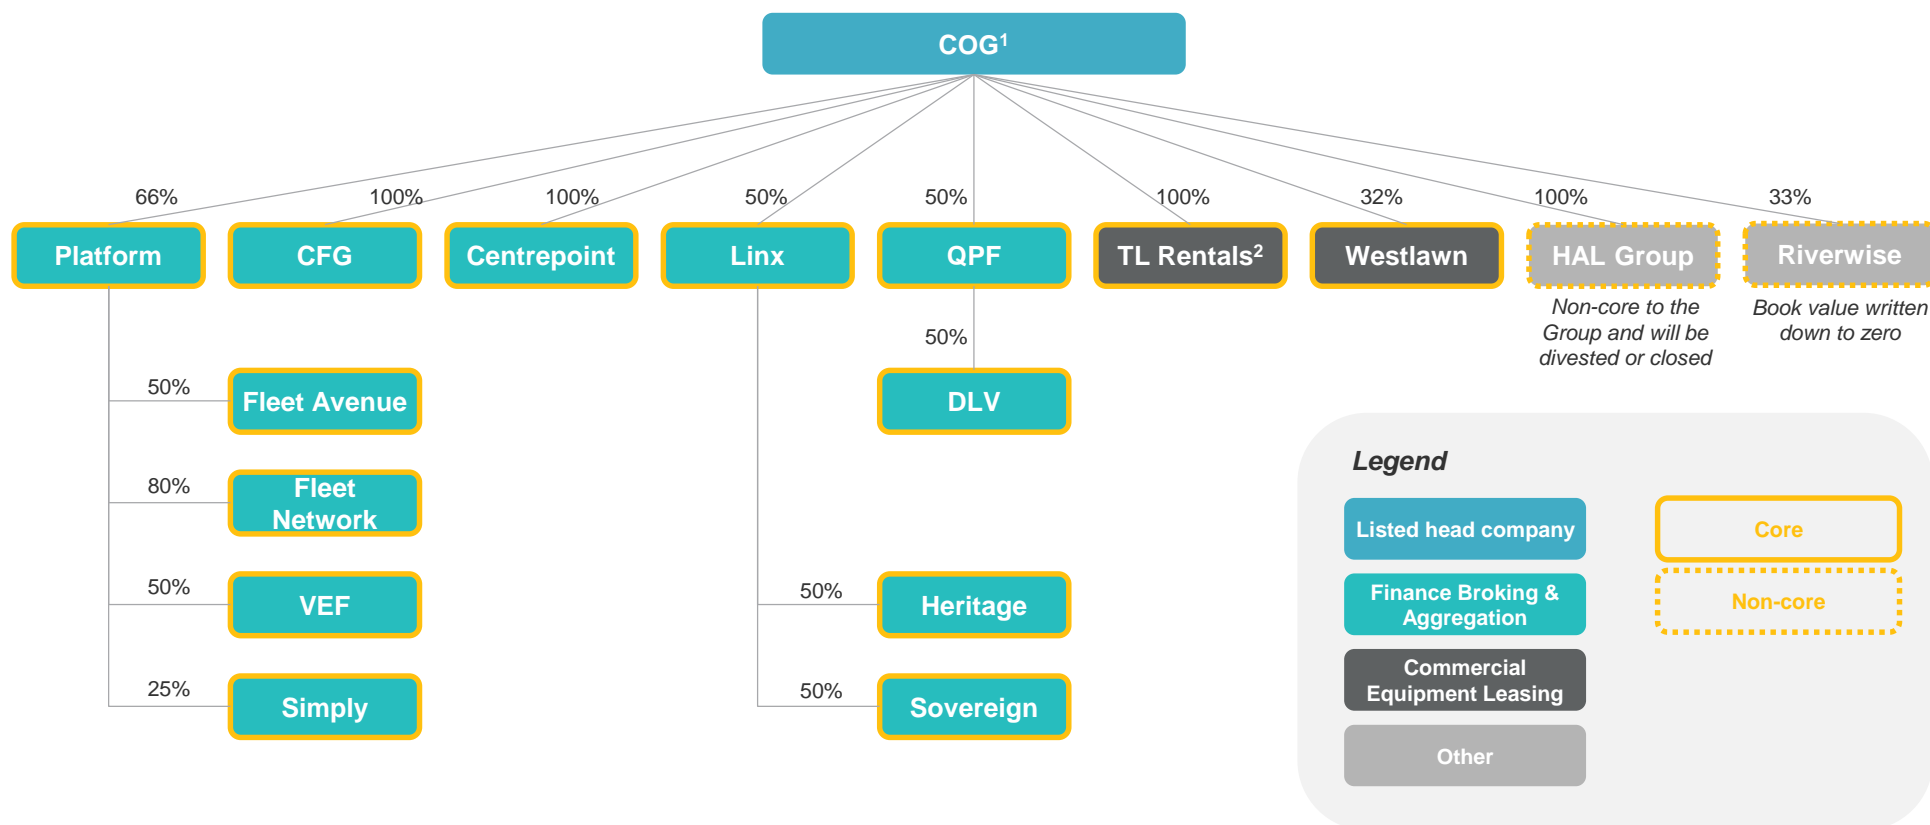 COG¹
66%
100%
100%
50%
50%
100%
32%
100%
33%
Platform
CFG
Centrepoint
Linx
QPF
TL Rentals²
Westlawn
HAL Group
Riverwise
Non-core to the
Group and will be
divested or closed
Book value written
down to zero
50%
Fleet Avenue
80%
Fleet
Network
50%
VEF
25%
Simply
50%
Heritage
50%
Sovereign
50%
DLV
Legend
Listed head company
Finance Broking &
Aggregation
Commercial
Equipment Leasing
Other
Core
Non-core